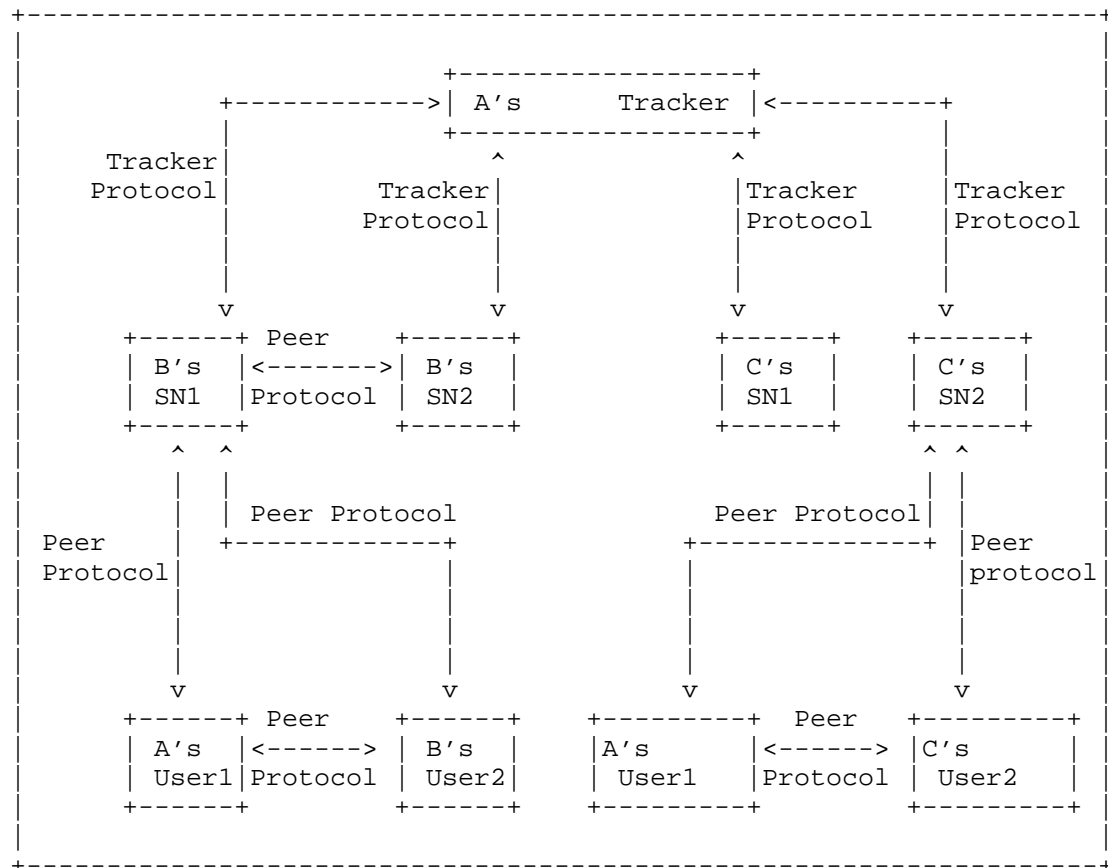 A's Tracker
Tracker
Protocol
Tracker
Protocol
Tracker
Protocol
Tracker
Protocol
B's
SN1
Peer
Protocol
B's
SN2
C's
SN1
C's
SN2
Peer Protocol
Peer Protocol
Peer
Protocol
Peer
protocol
A's
User1
Peer
Protocol
B's
User2
A's
User1
Peer
Protocol
C's
User2